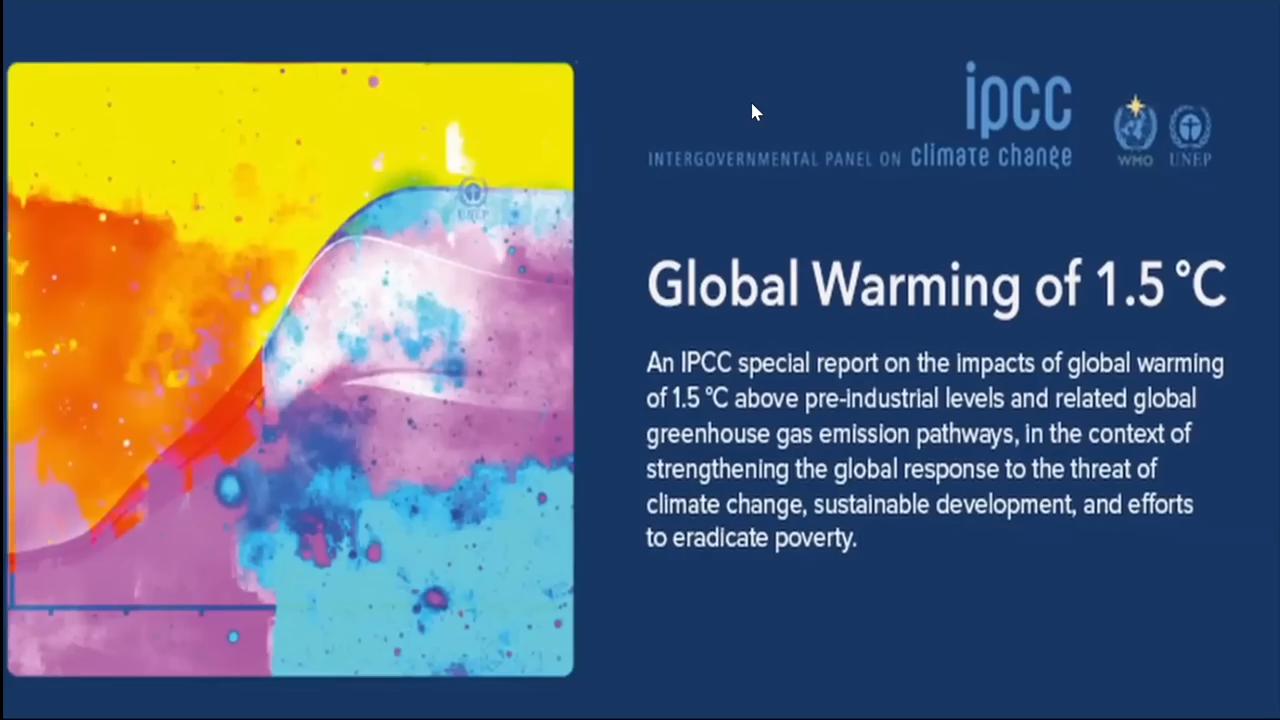 ipcc
INTERGOVERNMENTAL PANEL ON climate change
WMO
UNEP
UNEP
Global Warming of 1.5 °C
An IPCC special report on the impacts of global warming
of 1.5 °C above pre-industrial levels and related global
greenhouse gas emission pathways, in the context of
strengthening the global response to the threat of
climate change, sustainable development, and efforts
to eradicate poverty.